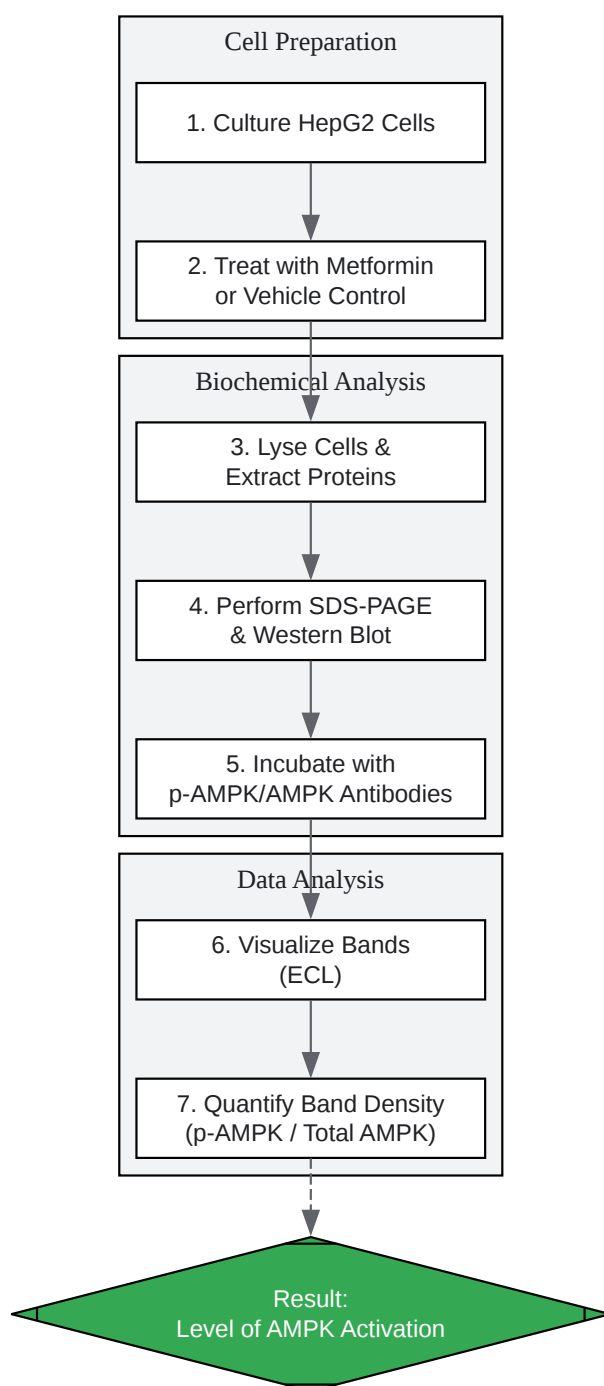 Cell Preparation
1. Culture HepG2 Cells
2. Treat with Metformin
or Vehicle Control
Biochemical Analysis
3. Lyse Cells &
Extract Proteins
4. Perform SDS-PAGE
& Western Blot
5. Incubate with
p-AMPK/AMPK Antibodies
Data Analysis
6. Visualize Bands
(ECL)
7. Quantify Band Density
(p-AMPK / Total AMPK)
Result:
Level of AMPK Activation